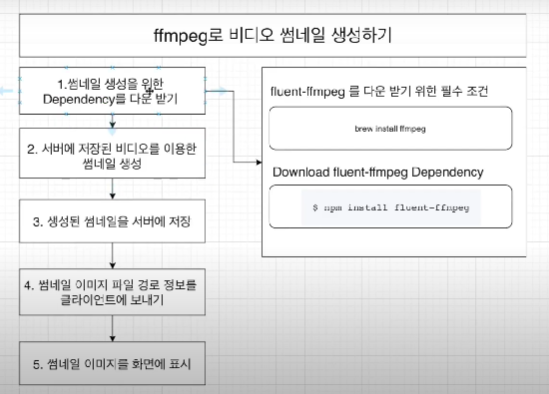 ffmpeg로 비디오 썸네일 생성하기
1.썸네일 생성을 위한
Dependency를 다운 받기
fluent-ffmpeg 를 다운 받기 위한 필수 조건
brew install ffmpeg
2. 서버에 저장된 비디오를 이용한
썸네일 생성
Download fluent-ffmpeg Dependency
$ npm install fluent-ffmpeg
3. 생성된 썸네일을 서버에 저장
4. 썸네일 이미지 파일 경로 정보를
클라이언트에 보내기
5. 썸네일 이미지를 화면에 표시